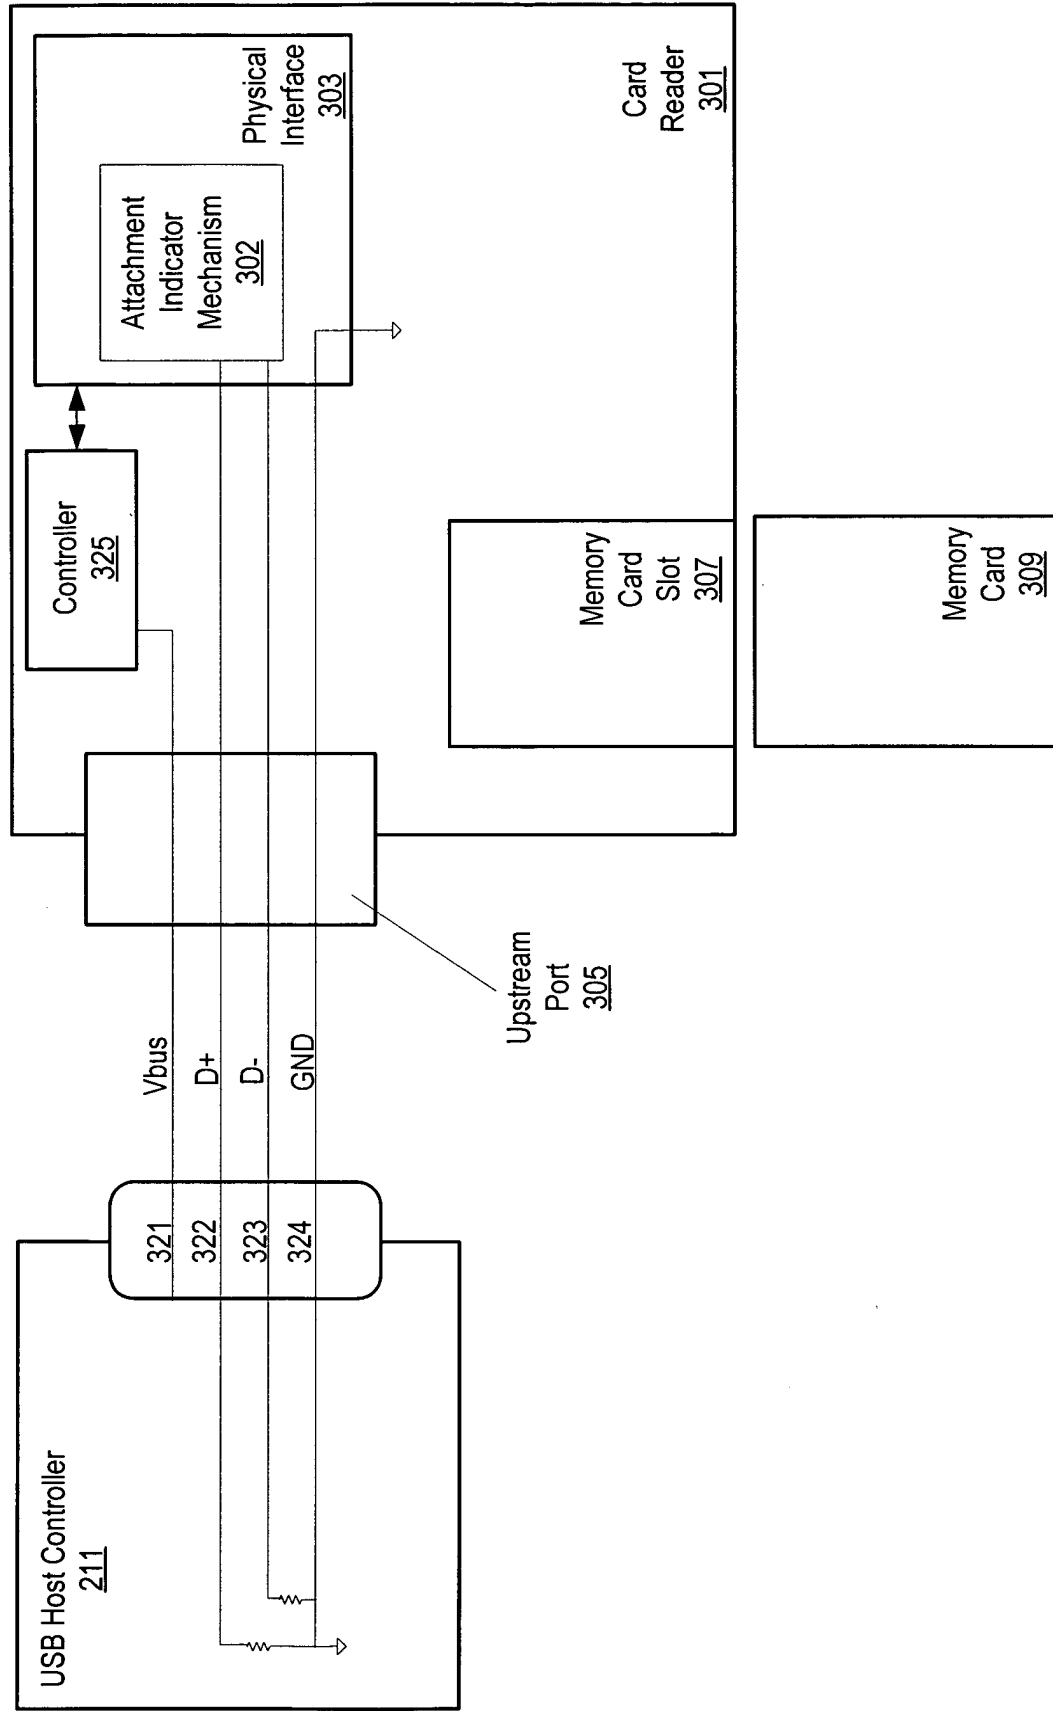 USB Host Controller
211
321
322
323
324
Vbus
D+
D-
GND
Upstream
Port
305
Controller
325
Attachment
Indicator
Mechanism
302
Physical
Interface
303
Memory
Card
Slot
307
Card
Reader
301
Memory
Card
309